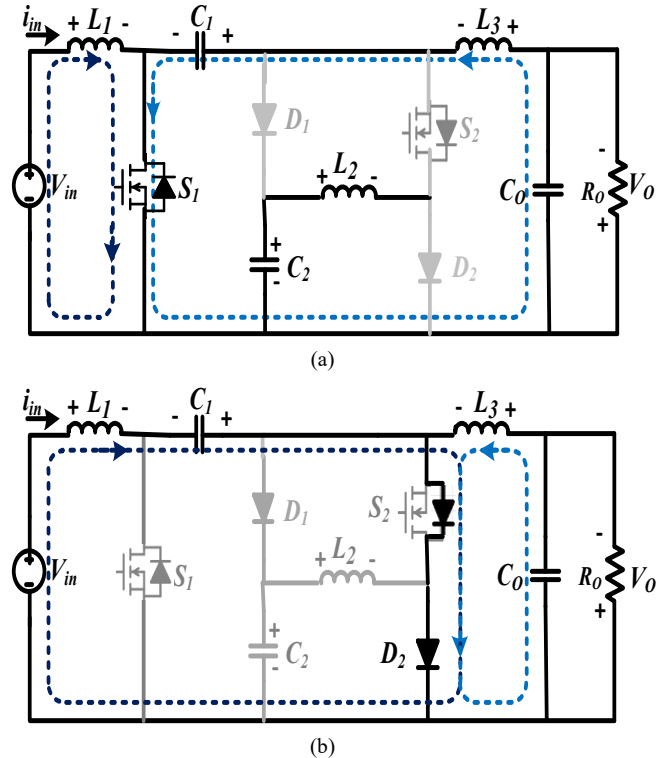 i_in + L_1 - - C_1 + - L_3 +
D_1 S_2
V_in S_1 + L_2 - C_O R_O V_O - +
+ C_2 - D_2
(a)
i_in + L_1 - - C_1 + - L_3 +
D_1 S_2
V_in S_1 + L_2 - C_O R_O V_O - +
+ C_2 - D_2
(b)